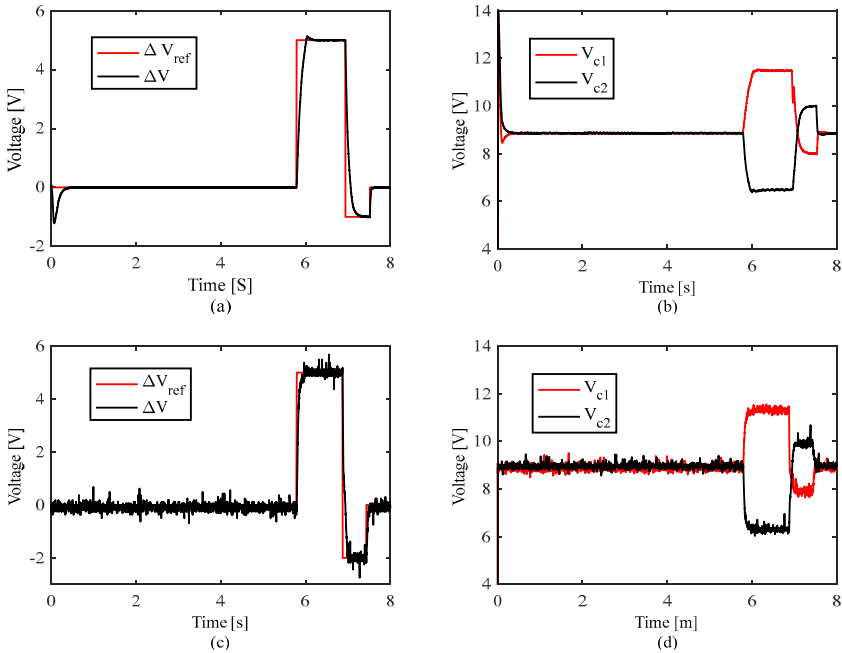 6
4
2
0
-2
Voltage [V]
Δ V_ref
ΔV
0
2
4
6
8
Time [S]
(a)
14
12
10
8
6
4
Voltage [V]
V_c1
V_c2
0
2
4
6
8
Time [s]
(b)
6
4
2
0
-2
Voltage [V]
ΔV_ref
ΔV
0
2
4
6
8
Time [s]
(c)
14
12
10
8
6
4
Voltage [V]
V_c1
V_c2
0
2
4
6
8
Time [m]
(d)